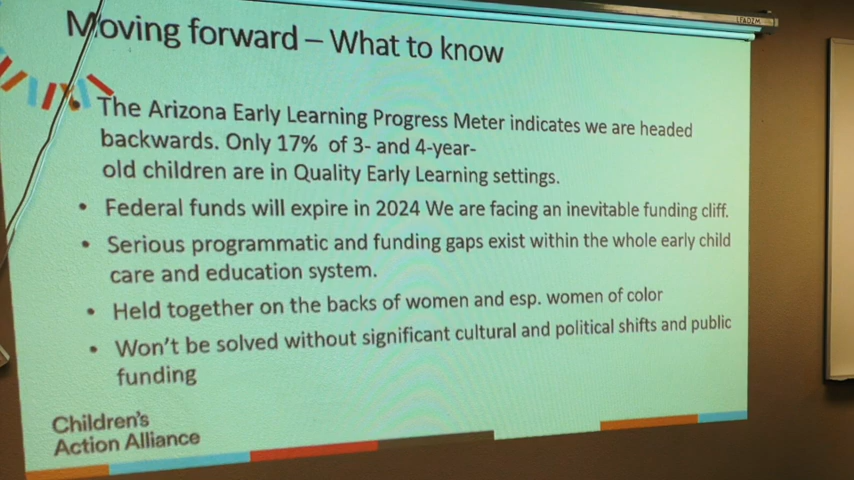 Moving forward – What to know
• The Arizona Early Learning Progress Meter indicates we are headed
backwards. Only 17% of 3- and 4-year-
old children are in Quality Early Learning settings.
• Federal funds will expire in 2024 We are facing an inevitable funding cliff.
• Serious programmatic and funding gaps exist within the whole early child
care and education system.
• Held together on the backs of women and esp. women of color
• Won't be solved without significant cultural and political shifts and public
funding
Children's
Action Alliance